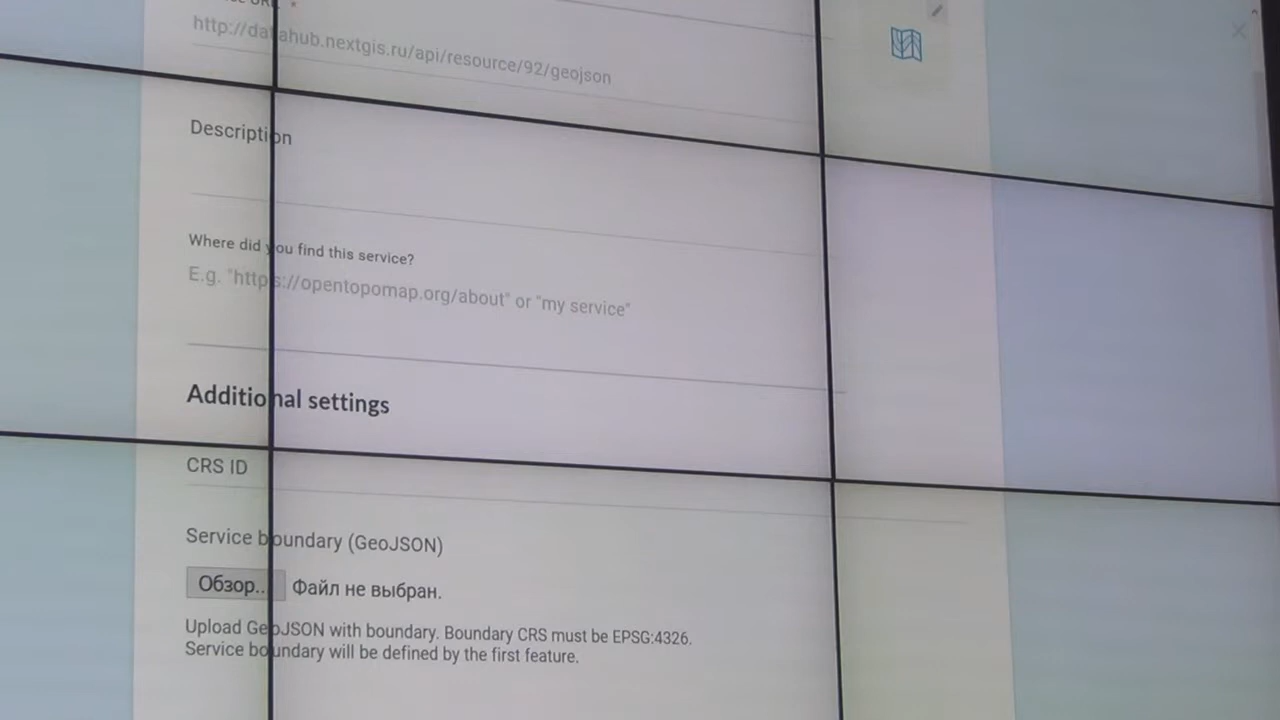 http://datahub.nextgis.ru/api/resource/92/geojson
Description
Where did you find this service?
E.g. "https://opentopomap.org/about" or "my service"
Additional settings
CRS ID
Service boundary (GeoJSON)
Обзор.. Файл не выбран.
Upload GeoJSON with boundary. Boundary CRS must be EPSG:4326.
Service boundary will be defined by the first feature.